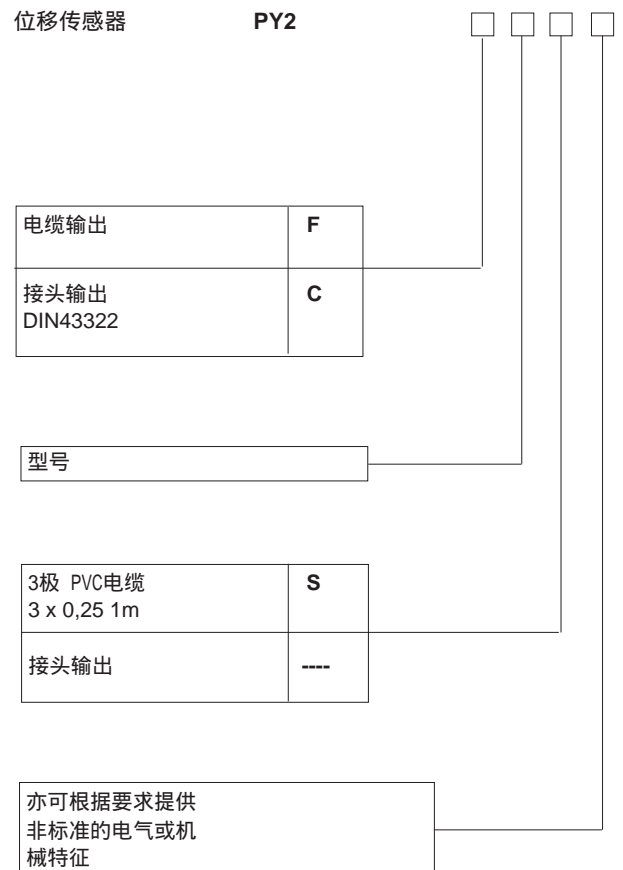 位移传感器 PY2
电缆输出 F
接头输出 C
DIN43322
型号
3极 PVC电缆 S
3 x 0,25 1m
接头输出 ----
亦可根据要求提供
非标准的电气或机
械特征